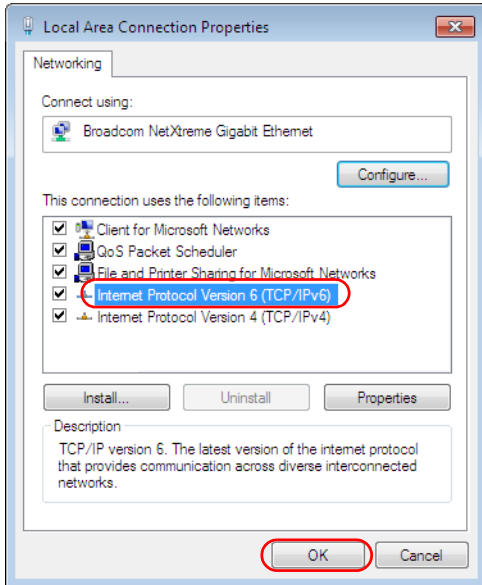 Local Area Connection Properties
Networking
Connect using:
Broadcom NetXtreme Gigabit Ethernet
Configure...
This connection uses the following items:
Client for Microsoft Networks
QoS Packet Scheduler
File and Printer Sharing for Microsoft Networks
Internet Protocol Version 6 (TCP/IPv6)
Internet Protocol Version 4 (TCP/IPv4)
Install...
Uninstall
Properties
Description
TCP/IP version 6. The latest version of the internet protocol
that provides communication across diverse interconnected
networks.
OK
Cancel